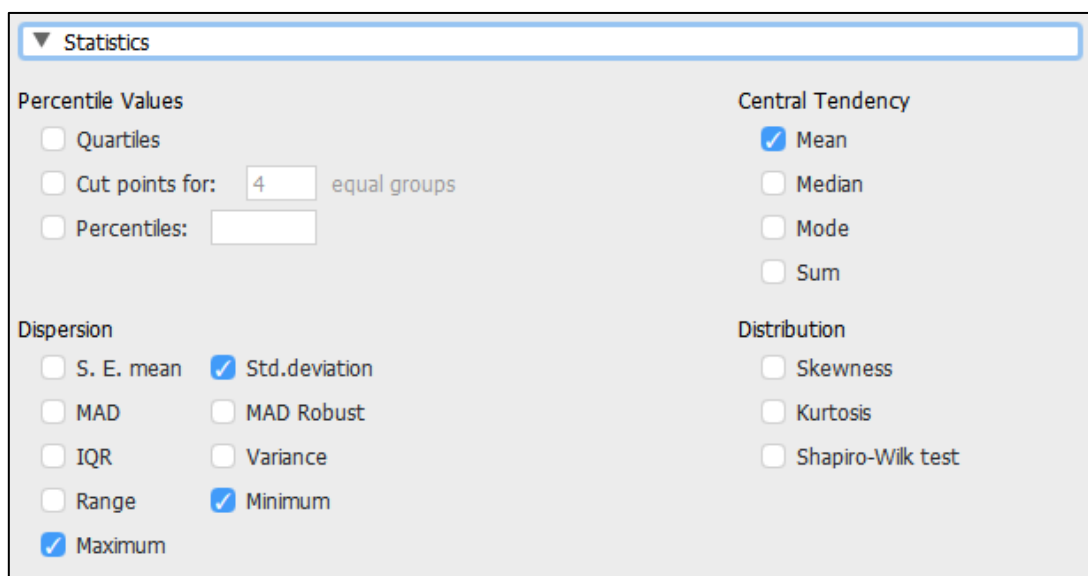 Statistics
Percentile Values
Quartiles
Cut points for: 4 equal groups
Percentiles:
Central Tendency
Mean
Median
Mode
Sum
Dispersion
S. E. mean Std.deviation
MAD MAD Robust
IQR Variance
Range Minimum
Maximum
Distribution
Skewness
Kurtosis
Shapiro-Wilk test